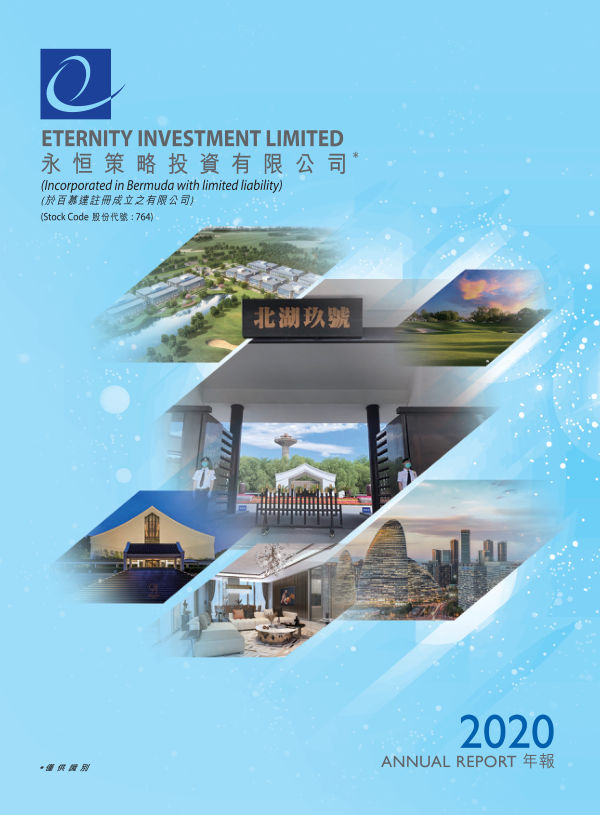 ETERNITY INVESTMENT LIMITED
永恒策略投資有限公司*
(Incorporated in Bermuda with limited liability)
(於百慕達註冊成立之有限公司)
(Stock Code 股份代號 : 764)
北湖玖號
2020
ANNUAL REPORT 年報
* 僅供識別